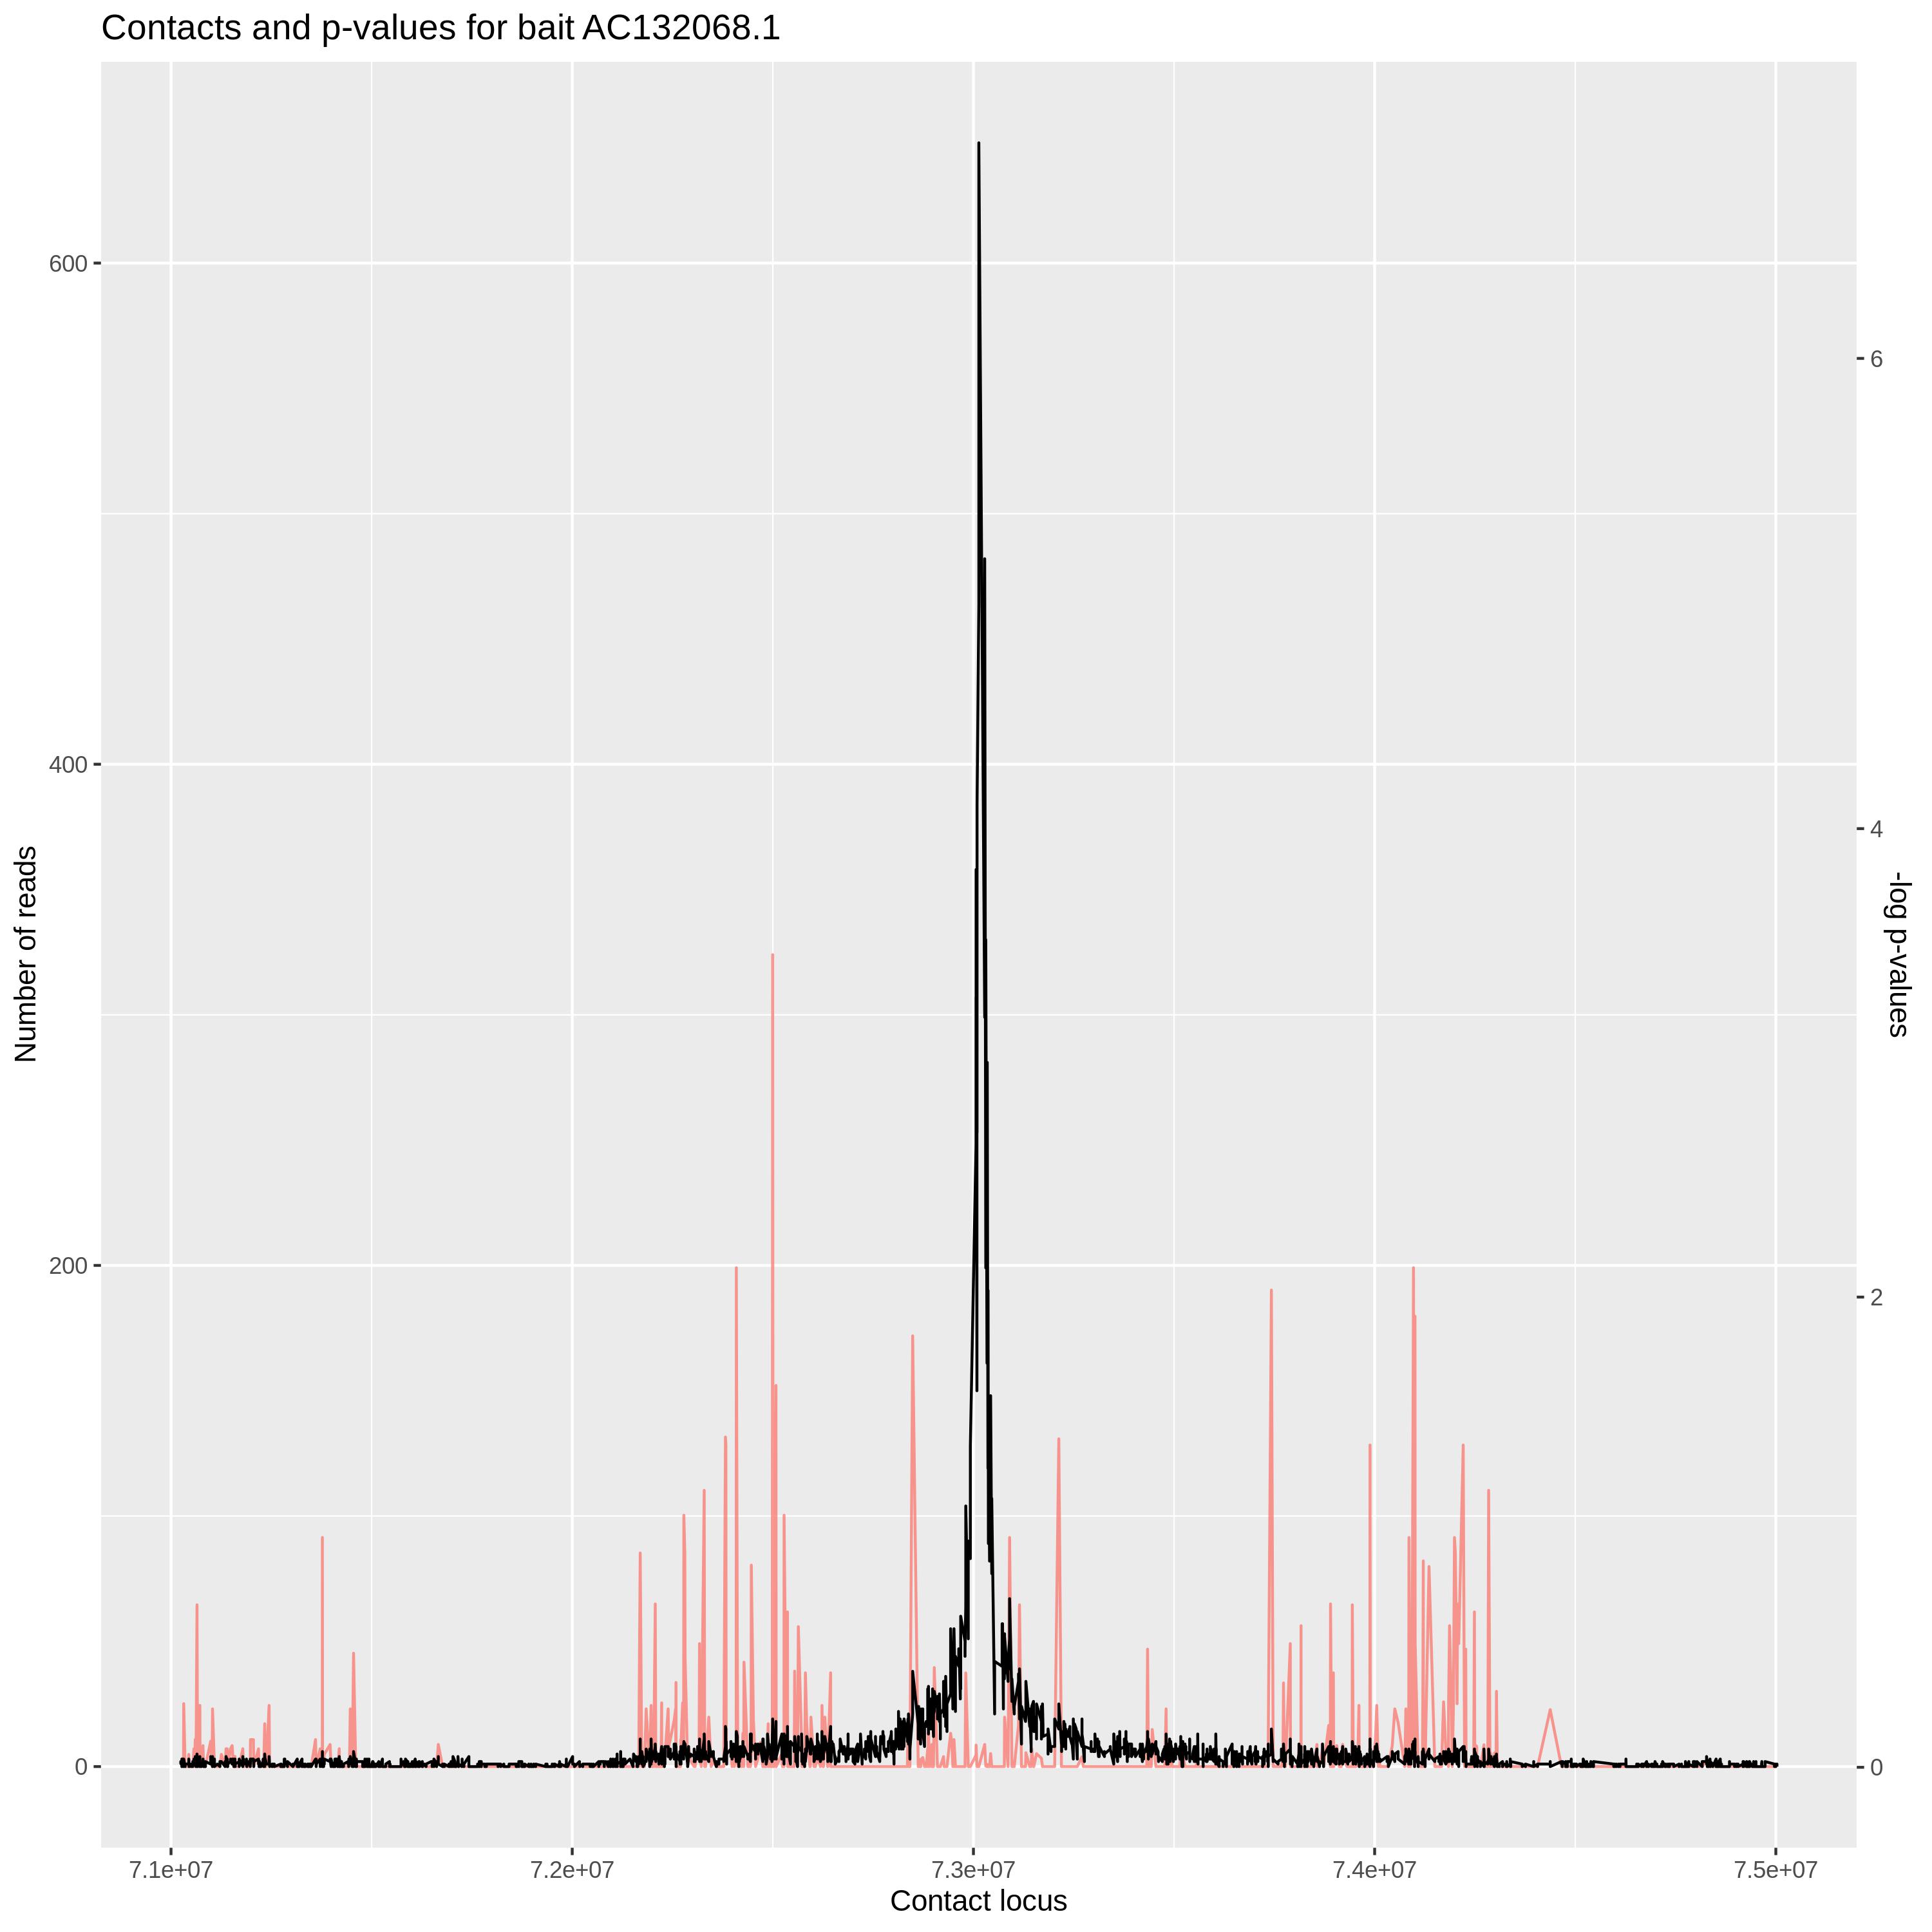 Contacts and p-values for bait AC132068.1
600
400
200
0
Number of reads
6
4
2
0
-log p-values
7.1e+07 7.2e+07 7.3e+07 7.4e+07 7.5e+07
Contact locus